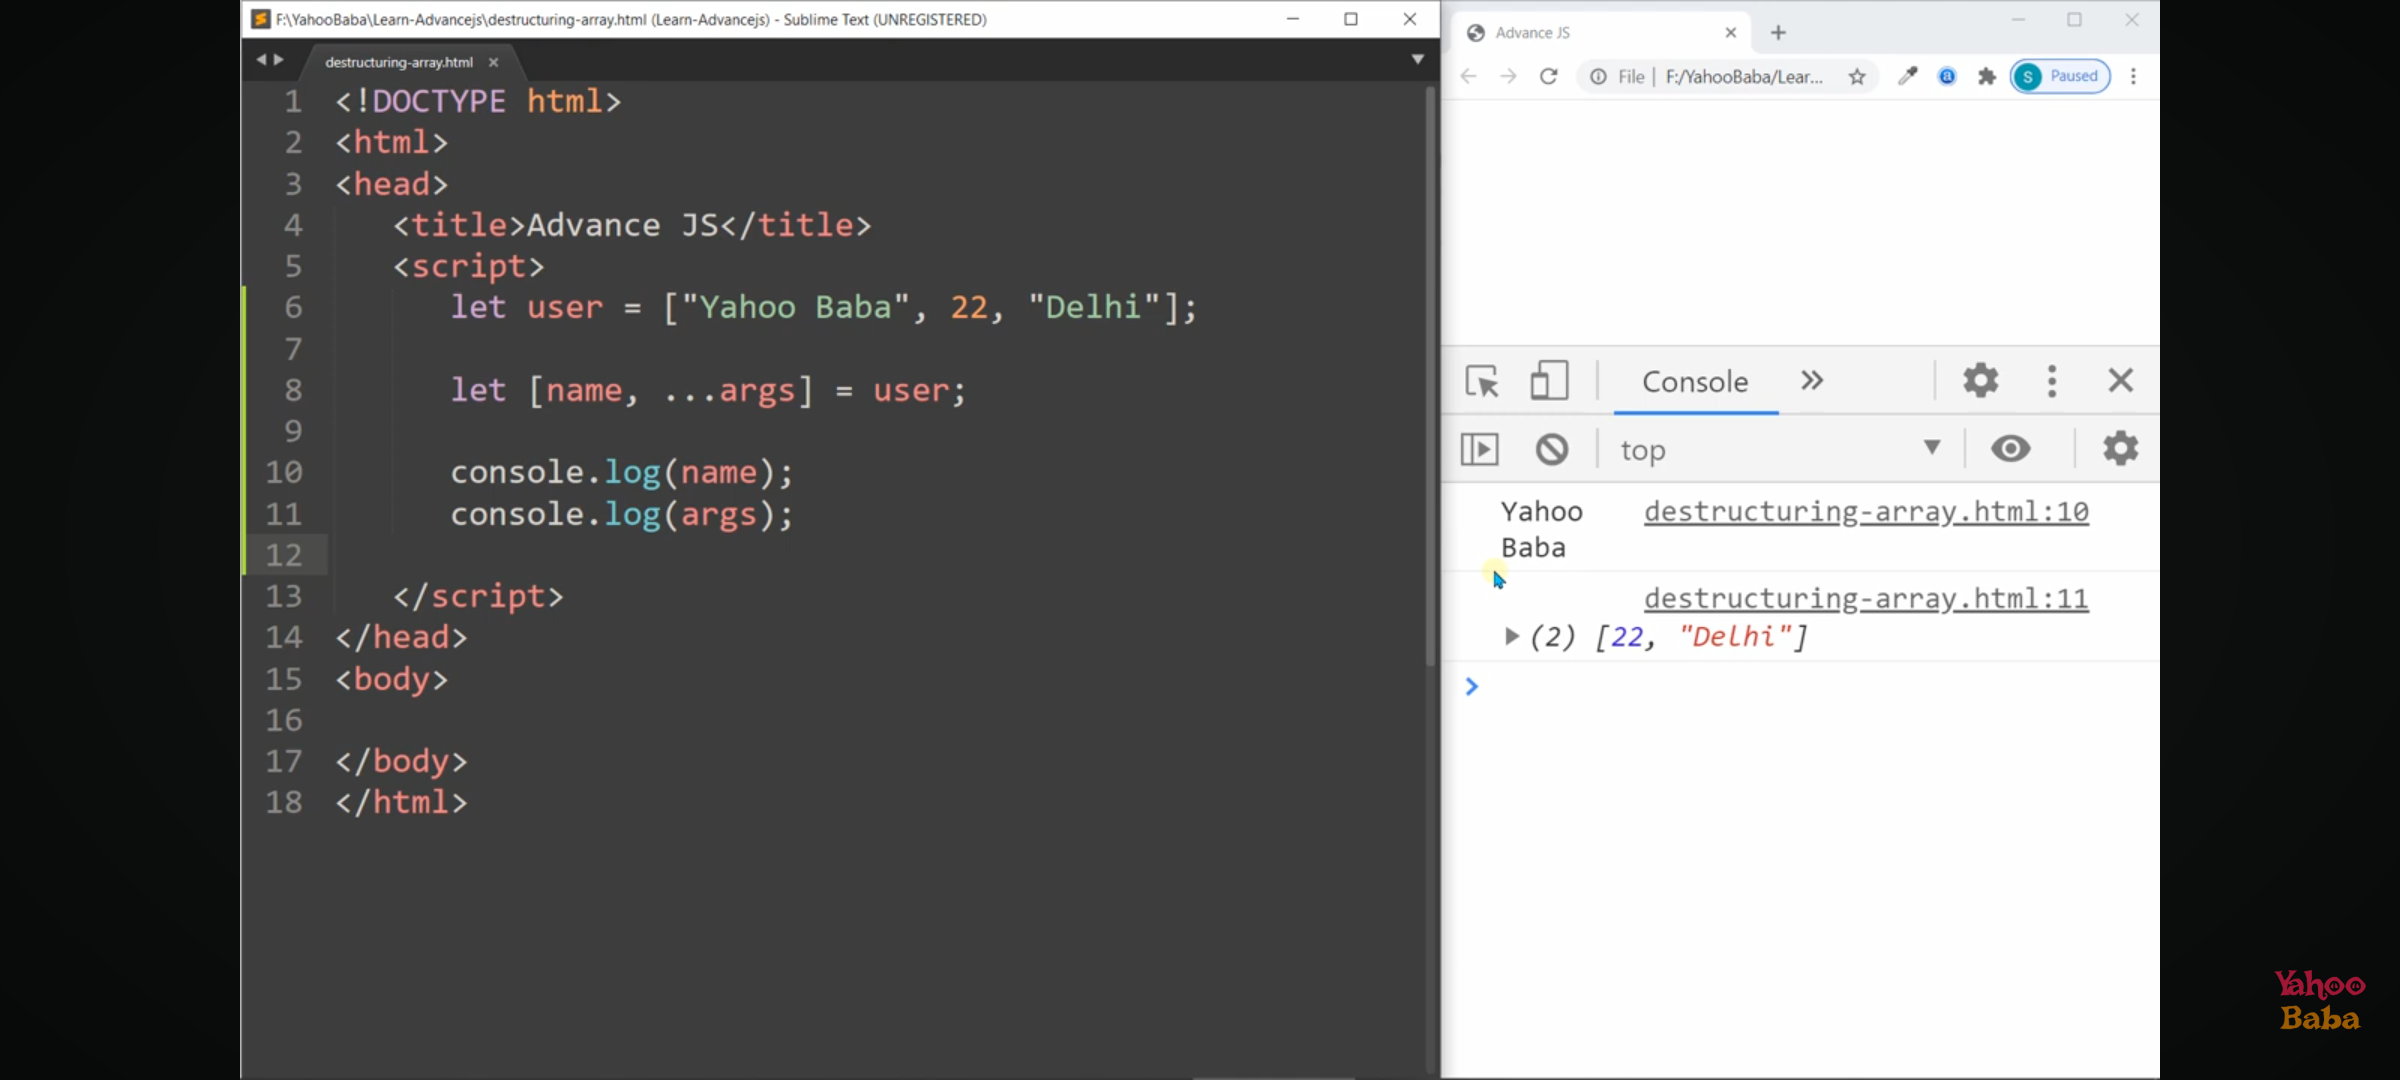 F:\YahooBaba\Learn-Advancejs\destructuring-array.html (Learn-Advancejs) - Sublime Text (UNREGISTERED)
destructuring-array.html
1 <!DOCTYPE html>
2 <html>
3 <head>
4 <title>Advance JS</title>
5 <script>
6 let user = ["Yahoo Baba", 22, "Delhi"];
7
8 let [name, ...args] = user;
9
10 console.log(name);
11 console.log(args);
12
13 </script>
14 </head>
15 <body>
16
17 </body>
18 </html>
Advance JS
File | F:/YahooBaba/Lear... S Paused
Console
top
Yahoo destructuring-array.html:10
Baba
destructuring-array.html:11
(2) [22, "Delhi"]
Yahoo
Baba